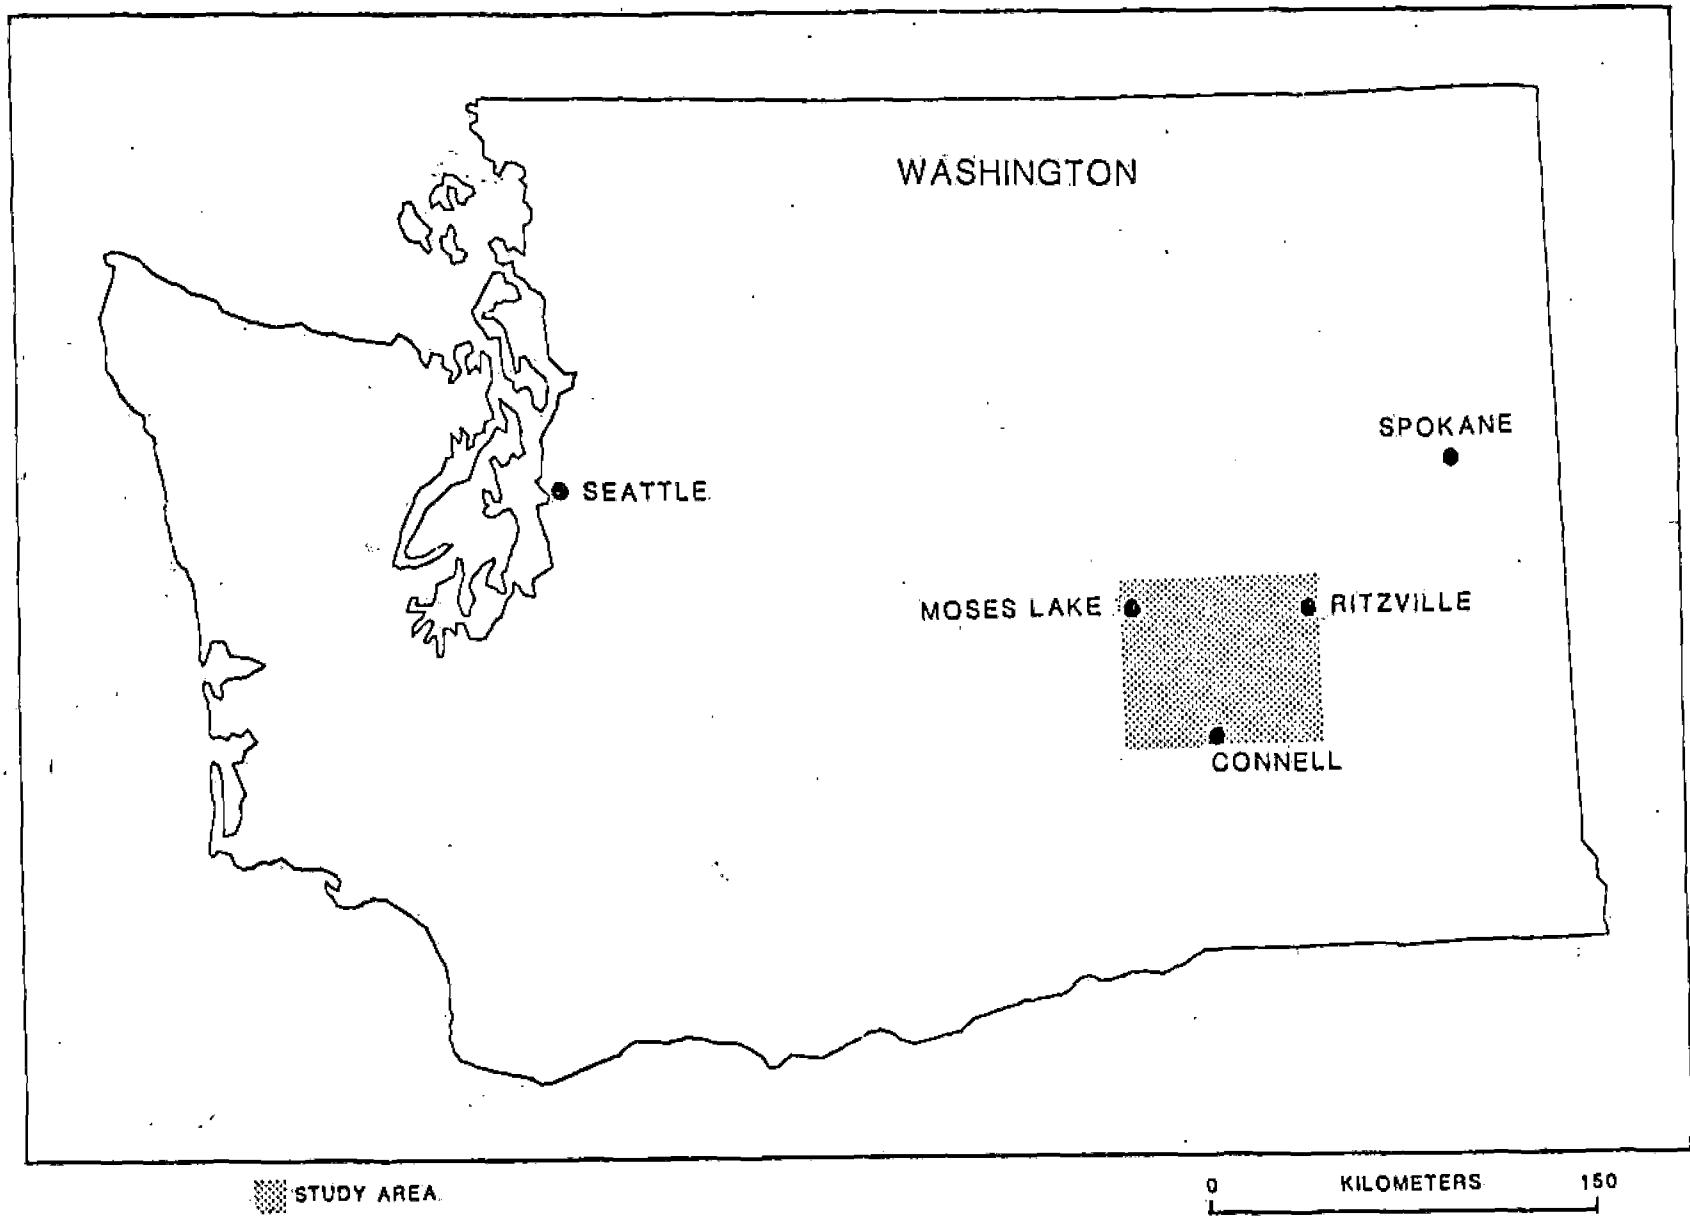 WASHINGTON
SPOKANE
SEATTLE
MOSES LAKE
RITZVILLE
CONNELL
STUDY AREA
0 KILOMETERS 150